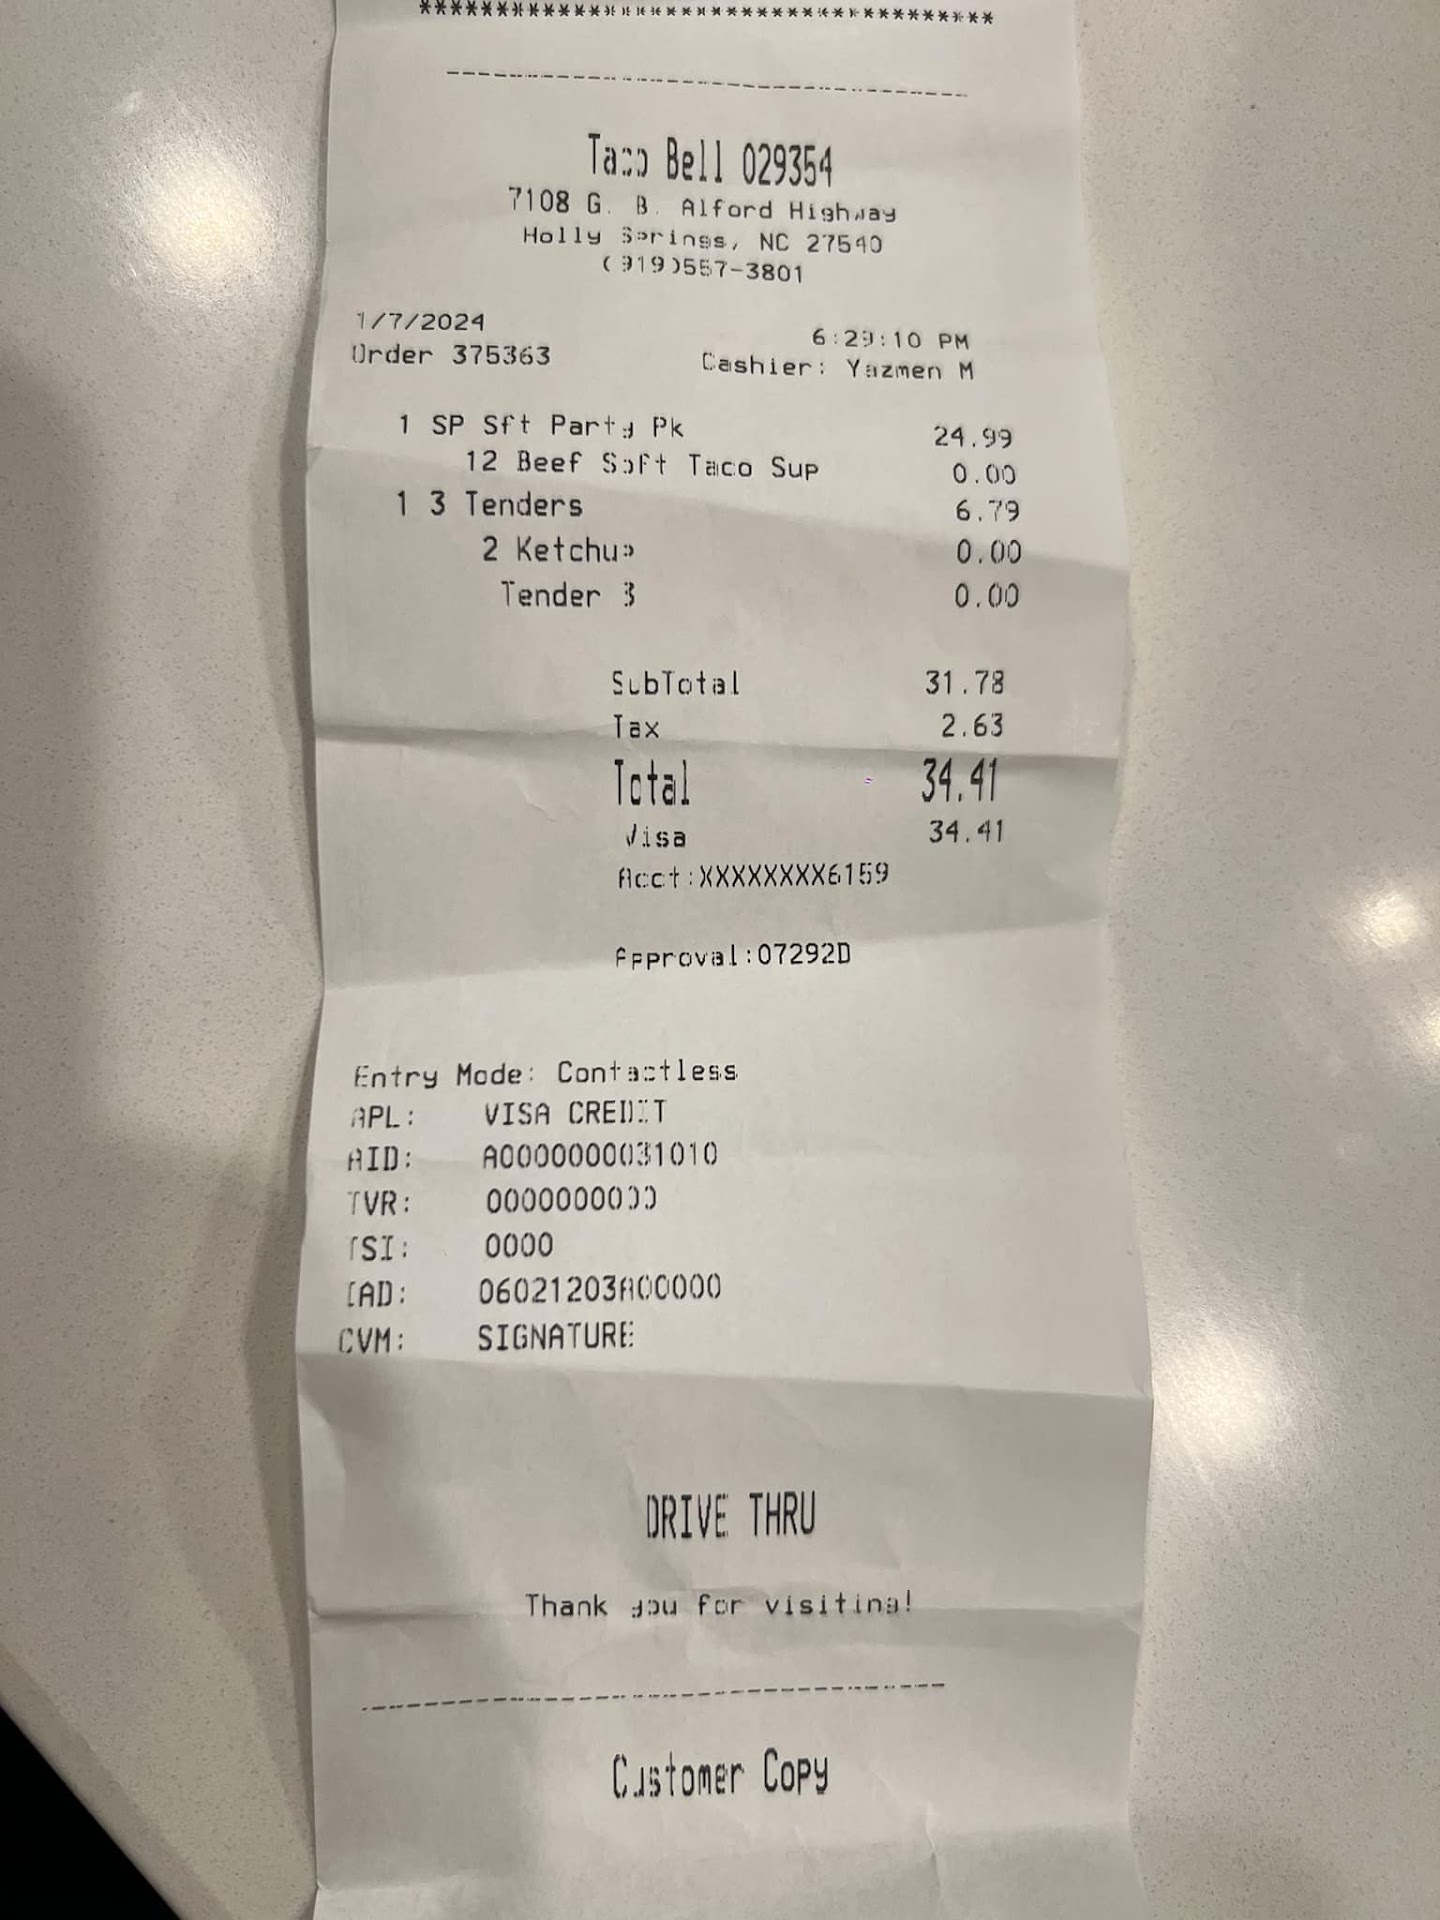 ****************************************
----------------------------------------
Taco Bell 029354
7108 G. B. Alford Highway
Holly Springs, NC 27540
(919)557-3801
1/7/2024 6:29:10 PM
Order 375363 Cashier: Yazmen M
1 SP Sft Party Pk 24.99
12 Beef Soft Taco Sup 0.00
1 3 Tenders 6.79
2 Ketchup 0.00
Tender 3 0.00
SubTotal 31.78
Tax 2.63
Total 34.41
Visa 34.41
Acct:XXXXXXXX6159
Approval:07292D
Entry Mode: Contactless
APL: VISA CREDIT
AID: A0000000031010
TVR: 0000000000
TSI: 0000
IAD: 06021203A00000
CVM: SIGNATURE
DRIVE THRU
Thank you for visiting!
----------------------------------------
Customer Copy